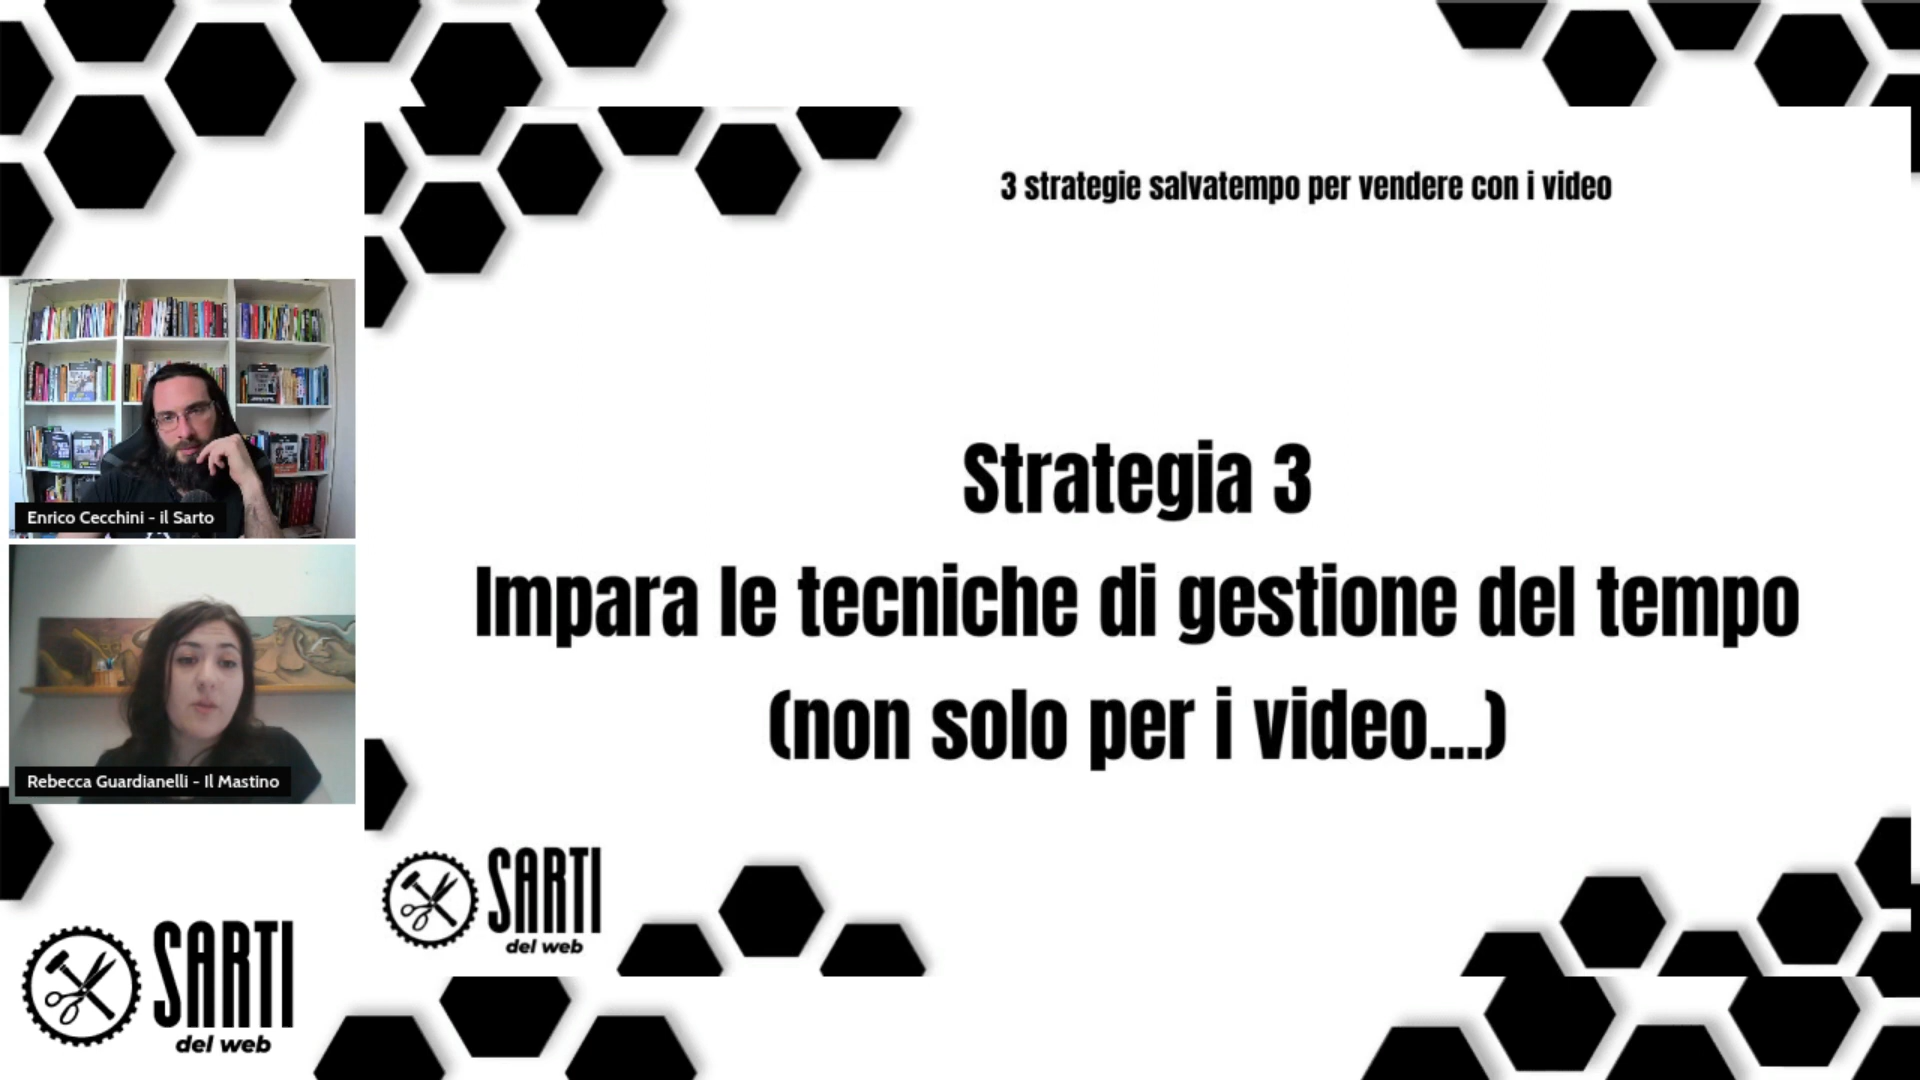 3 strategie salvatempo per vendere con i video
Strategia 3
Impara le tecniche di gestione del tempo
(non solo per i video...)
Enrico Cecchini - il Sarto
Rebecca Guardianelli - Il Mastino
SARTI
del web
SARTI
del web